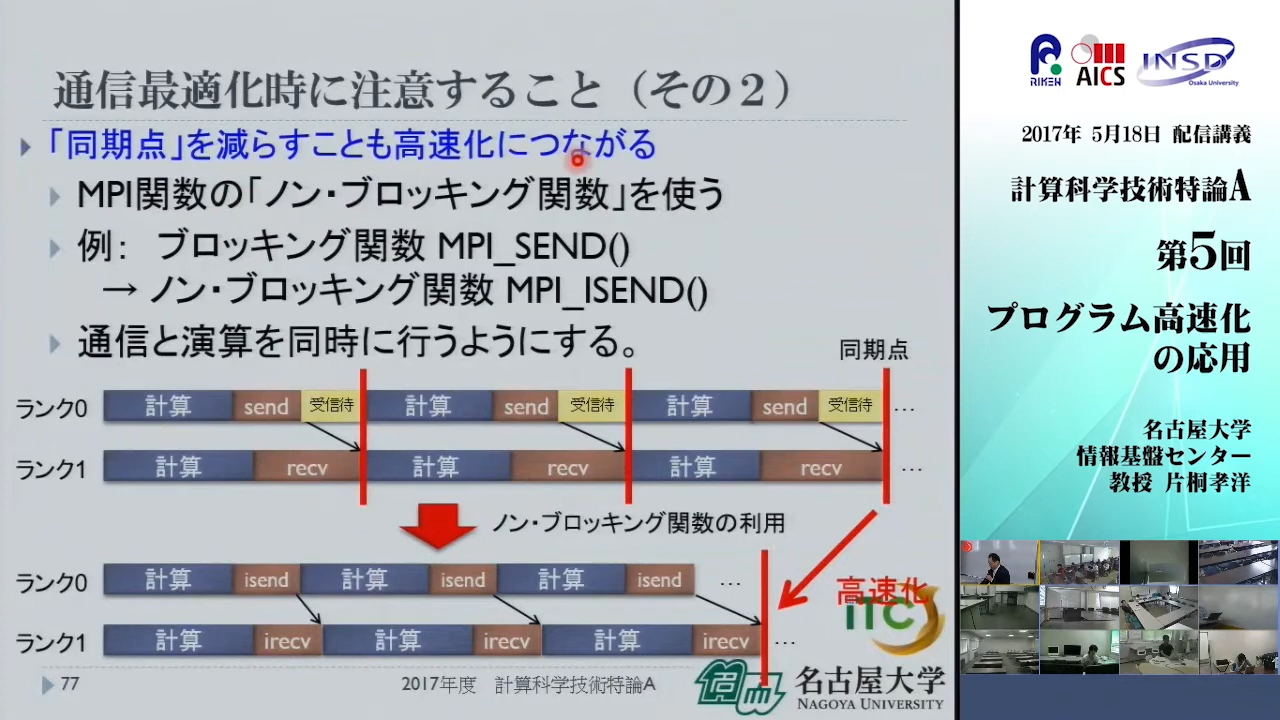 通信最適化時に注意すること（その２）
「同期点」を減らすことも高速化につながる
MPI関数の「ノン・ブロッキング関数」を使う
例： ブロッキング関数 MPI_SEND()
→ ノン・ブロッキング関数 MPI_ISEND()
通信と演算を同時に行うようにする。
同期点
ランク0 計算 send 受信待 計算 send 受信待 計算 send 受信待 …
ランク1 計算 recv 計算 recv 計算 recv …
ノン・ブロッキング関数の利用
ランク0 計算 isend 計算 isend 計算 isend …
高速化
ランク1 計算 irecv 計算 irecv 計算 irecv …
ITC
77
2017年度 計算科学技術特論A
名古屋大学
NAGOYA UNIVERSITY
RIKEN
AICS
INSD
Osaka University
2017年 5月18日 配信講義
計算科学技術特論A
第5回
プログラム高速化
の応用
名古屋大学
情報基盤センター
教授 片桐孝洋